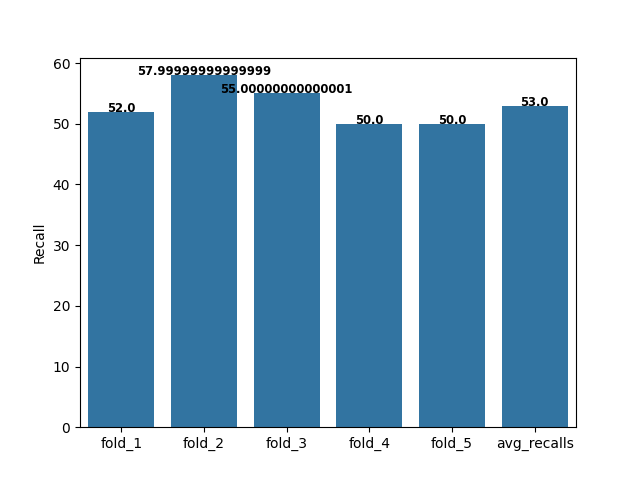 60
50
40
30
20
10
0
Recall
52.0
57.99999999999999
55.00000000000001
50.0
50.0
53.0
fold_1
fold_2
fold_3
fold_4
fold_5
avg_recalls